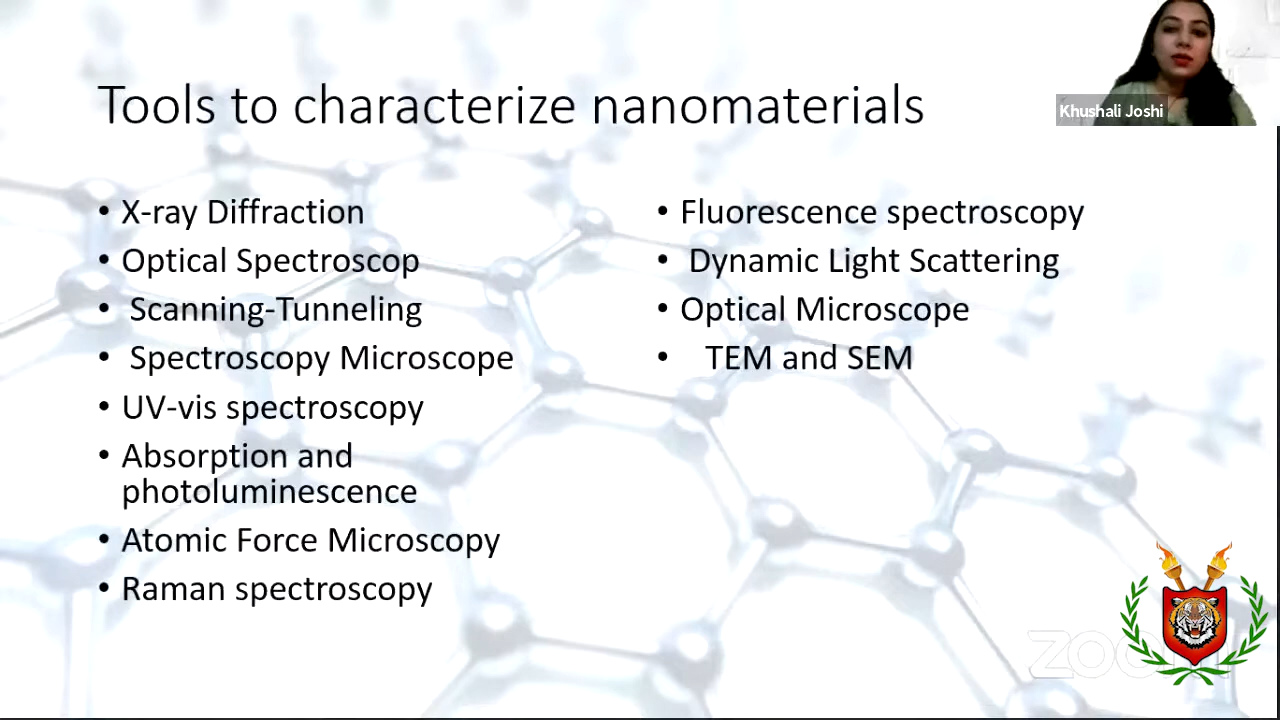 Tools to characterize nanomaterials
Khushali Joshi
• X-ray Diffraction
• Optical Spectroscop
• Scanning-Tunneling
• Spectroscopy Microscope
• UV-vis spectroscopy
• Absorption and
photoluminescence
• Atomic Force Microscopy
• Raman spectroscopy
• Fluorescence spectroscopy
• Dynamic Light Scattering
• Optical Microscope
• TEM and SEM
zoom